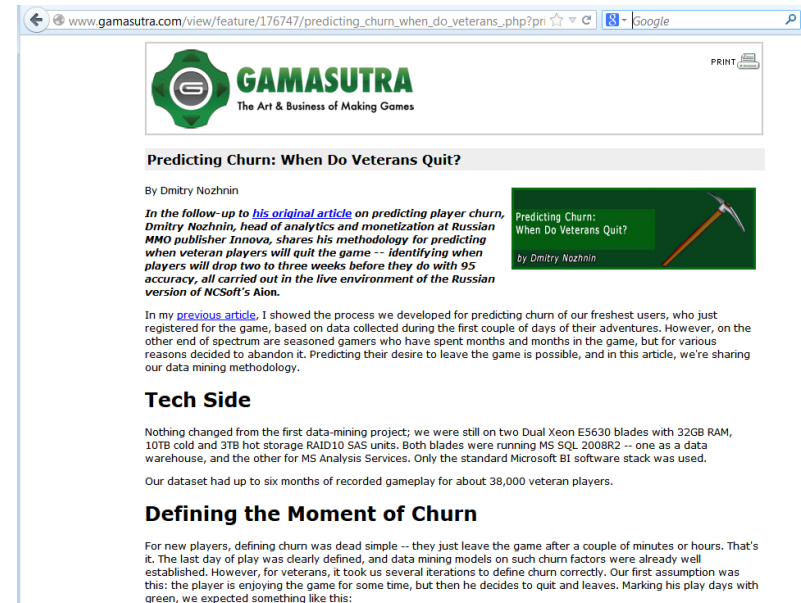 www.gamasutra.com/view/feature/176747/predicting_churn_when_do_veterans_.php?pri
Google
PRINT
GAMASUTRA
The Art & Business of Making Games
Predicting Churn: When Do Veterans Quit?
By Dmitry Nozhnin
In the follow-up to his original article on predicting player churn,
Dmitry Nozhnin, head of analytics and monetization at Russian
MMO publisher Innova, shares his methodology for predicting
when veteran players will quit the game -- identifying when
players will drop two to three weeks before they do with 95
accuracy, all carried out in the live environment of the Russian
version of NCSoft's Aion.
Predicting Churn:
When Do Veterans Quit?
by Dmitry Nozhnin
In my previous article, I showed the process we developed for predicting churn of our freshest users, who just
registered for the game, based on data collected during the first couple of days of their adventures. However, on the
other end of spectrum are seasoned gamers who have spent months and months in the game, but for various
reasons decided to abandon it. Predicting their desire to leave the game is possible, and in this article, we're sharing
our data mining methodology.
Tech Side
Nothing changed from the first data-mining project; we were still on two Dual Xeon E5630 blades with 32GB RAM,
10TB cold and 3TB hot storage RAID10 SAS units. Both blades were running MS SQL 2008R2 -- one as a data
warehouse, and the other for MS Analysis Services. Only the standard Microsoft BI software stack was used.
Our dataset had up to six months of recorded gameplay for about 38,000 veteran players.
Defining the Moment of Churn
For new players, defining churn was dead simple -- they just leave the game after a couple of minutes or hours. That's
it. The last day of play was clearly defined, and data mining models on such churn factors were already well
established. However, for veterans, it took us several iterations to define churn correctly. Our first assumption was
this: the player is enjoying the game for some time, but then he decides to quit and leaves. Marking his play days with
green, we expected something like this: